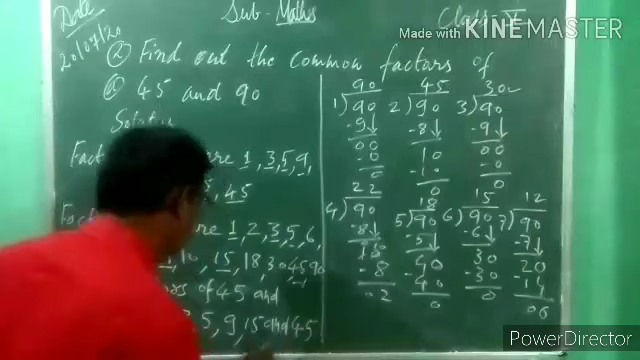 Date Sub- Maths Class- V
20/07/20
Made with KINEMASTER
Find out the common factors of
45 and 90
are 1, 3, 5, 9,
45
are 1, 2, 3, 5, 6,
10, 15, 18, 30 45 90
of 45 and
5, 9, 15 and 45
90 45 30
1) 90 2) 90 3) 90
-9 -8 -9
00 10 00
-0 -10 -0
0 0 0
22 18 15 12
4) 90 5) 90 6) 90 7) 90
-8 -5 -6 -7
10 40 30 20
-8 -40 -30 -14
2 0 0 06
PowerDirector